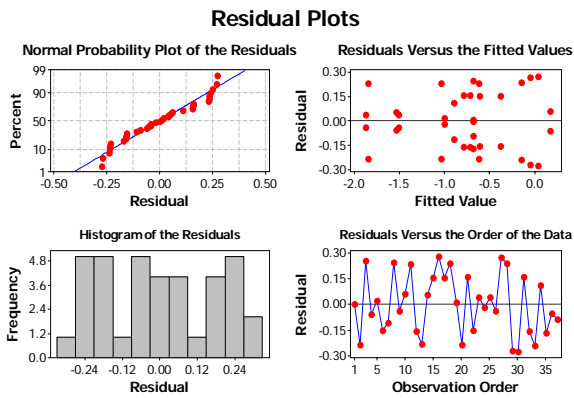 Residual Plots
Normal Probability Plot of the Residuals
99
90
50
10
1
Percent
-0.50 -0.25 0.00 0.25 0.50
Residual
Residuals Versus the Fitted Values
0.30
0.15
0.00
-0.15
-0.30
Residual
-2.0 -1.5 -1.0 -0.5 0.0
Fitted Value
Histogram of the Residuals
4.8
3.6
2.4
1.2
0.0
Frequency
-0.24 -0.12 0.00 0.12 0.24
Residual
Residuals Versus the Order of the Data
0.30
0.15
0.00
-0.15
-0.30
Residual
1 5 10 15 20 25 30 35
Observation Order